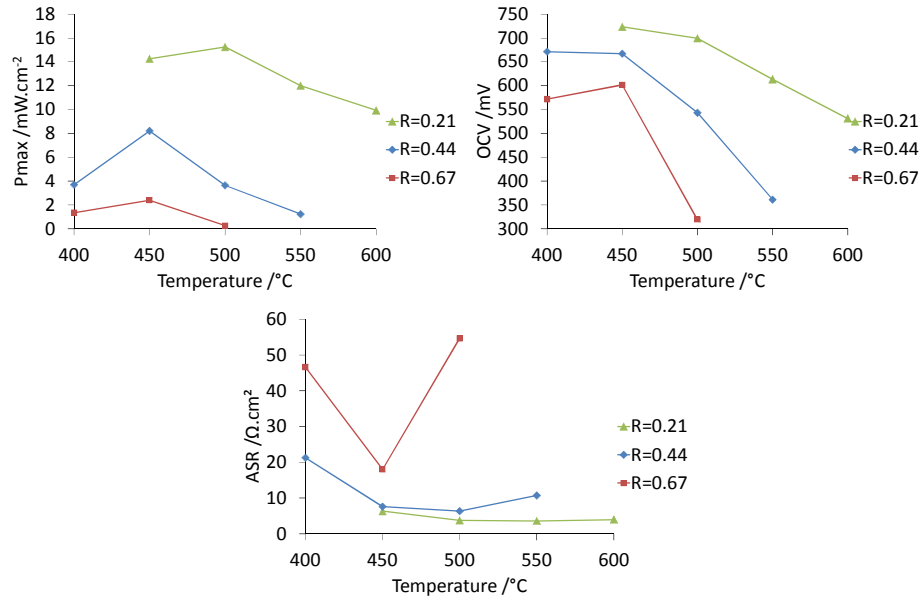 18
16
14
12
10
8
6
4
2
0
Pmax /mW.cm⁻²
400 450 500 550 600
Temperature /°C
R=0.21
R=0.44
R=0.67
750
700
650
600
550
500
450
400
350
300
OCV /mV
400 450 500 550 600
Temperature /°C
R=0.21
R=0.44
R=0.67
60
50
40
30
20
10
0
ASR /Ω.cm²
400 450 500 550 600
Temperature /°C
R=0.21
R=0.44
R=0.67